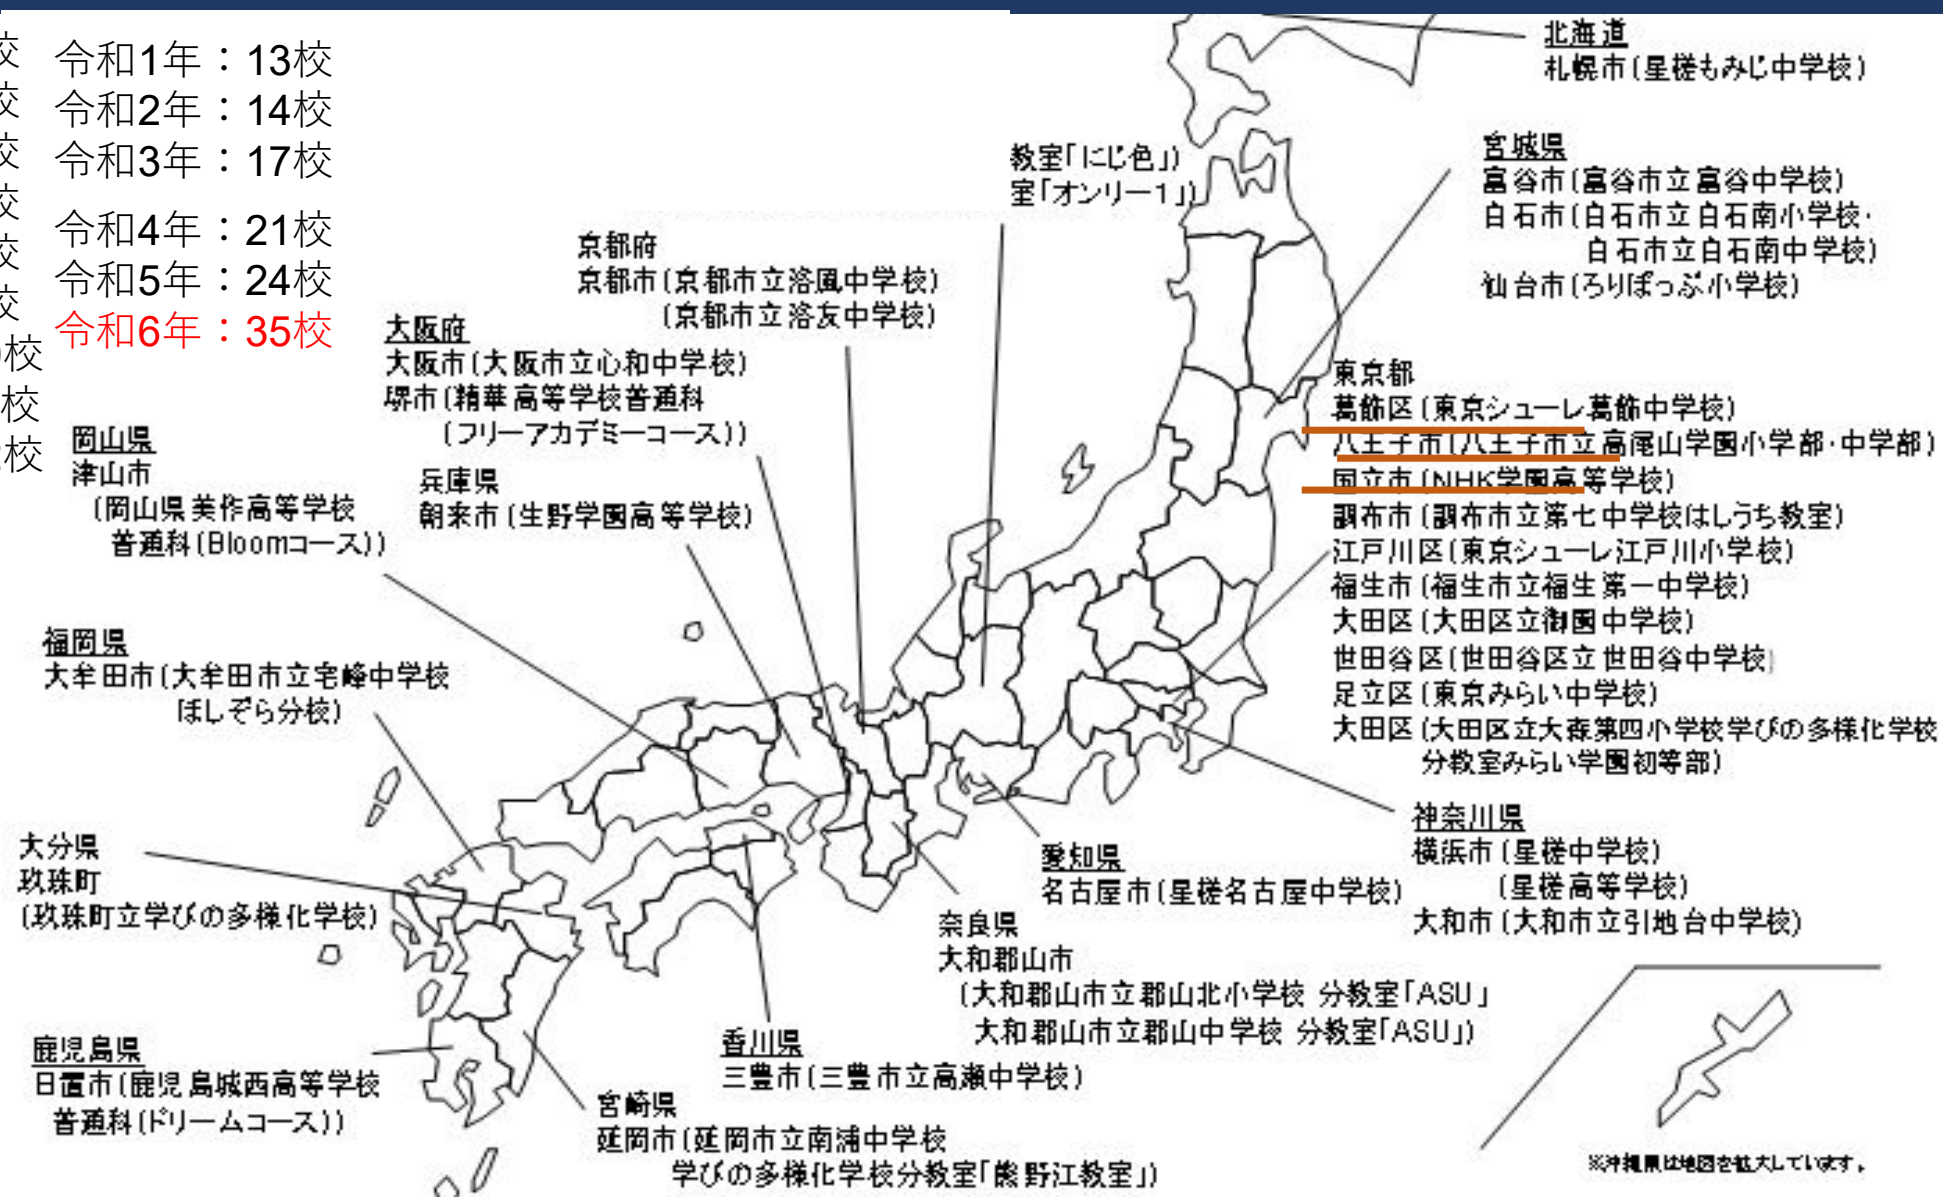 校
校
校
校
校
校
校
校
校
令和1年：13校
令和2年：14校
令和3年：17校
令和4年：21校
令和5年：24校
令和6年：35校
北海道
札幌市(星槎もみじ中学校)
教室「にじ色」)
室「オンリー1」)
宮城県
富谷市(富谷市立富谷中学校)
白石市(白石市立白石南小学校・
白石市立白石南中学校)
仙台市(ろりぽっぷ小学校)
京都府
京都市(京都市立洛風中学校)
(京都市立洛友中学校)
大阪府
大阪市(大阪市立心和中学校)
堺市(精華高等学校普通科
(フリーアカデミーコース))
兵庫県
朝来市(生野学園高等学校)
岡山県
津山市
(岡山県美作高等学校
普通科(Bloomコース))
東京都
葛飾区(東京シューレ葛飾中学校)
八王子市(八王子市立高尾山学園小学部・中学部)
国立市(NHK学園高等学校)
調布市(調布市立第七中学校はしうち教室)
江戸川区(東京シューレ江戸川小学校)
福生市(福生市立福生第一中学校)
大田区(大田区立御園中学校)
世田谷区(世田谷区立世田谷中学校)
足立区(東京みらい中学校)
大田区(大田区立大森第四小学校学びの多様化学校
分教室みらい学園初等部)
福岡県
大牟田市(大牟田市立宅峰中学校
ほしぞら分校)
神奈川県
横浜市(星槎中学校)
(星槎高等学校)
大和市(大和市立引地台中学校)
愛知県
名古屋市(星槎名古屋中学校)
大分県
玖珠町
(玖珠町立学びの多様化学校)
奈良県
大和郡山市
(大和郡山市立郡山北小学校 分教室「ASU」
大和郡山市立郡山中学校 分教室「ASU」)
香川県
三豊市(三豊市立高瀬中学校)
鹿児島県
日置市(鹿児島城西高等学校
普通科(ドリームコース))
宮崎県
延岡市(延岡市立南浦中学校
学びの多様化学校分教室「熊野江教室」)
※沖縄県は地図を拡大しています。